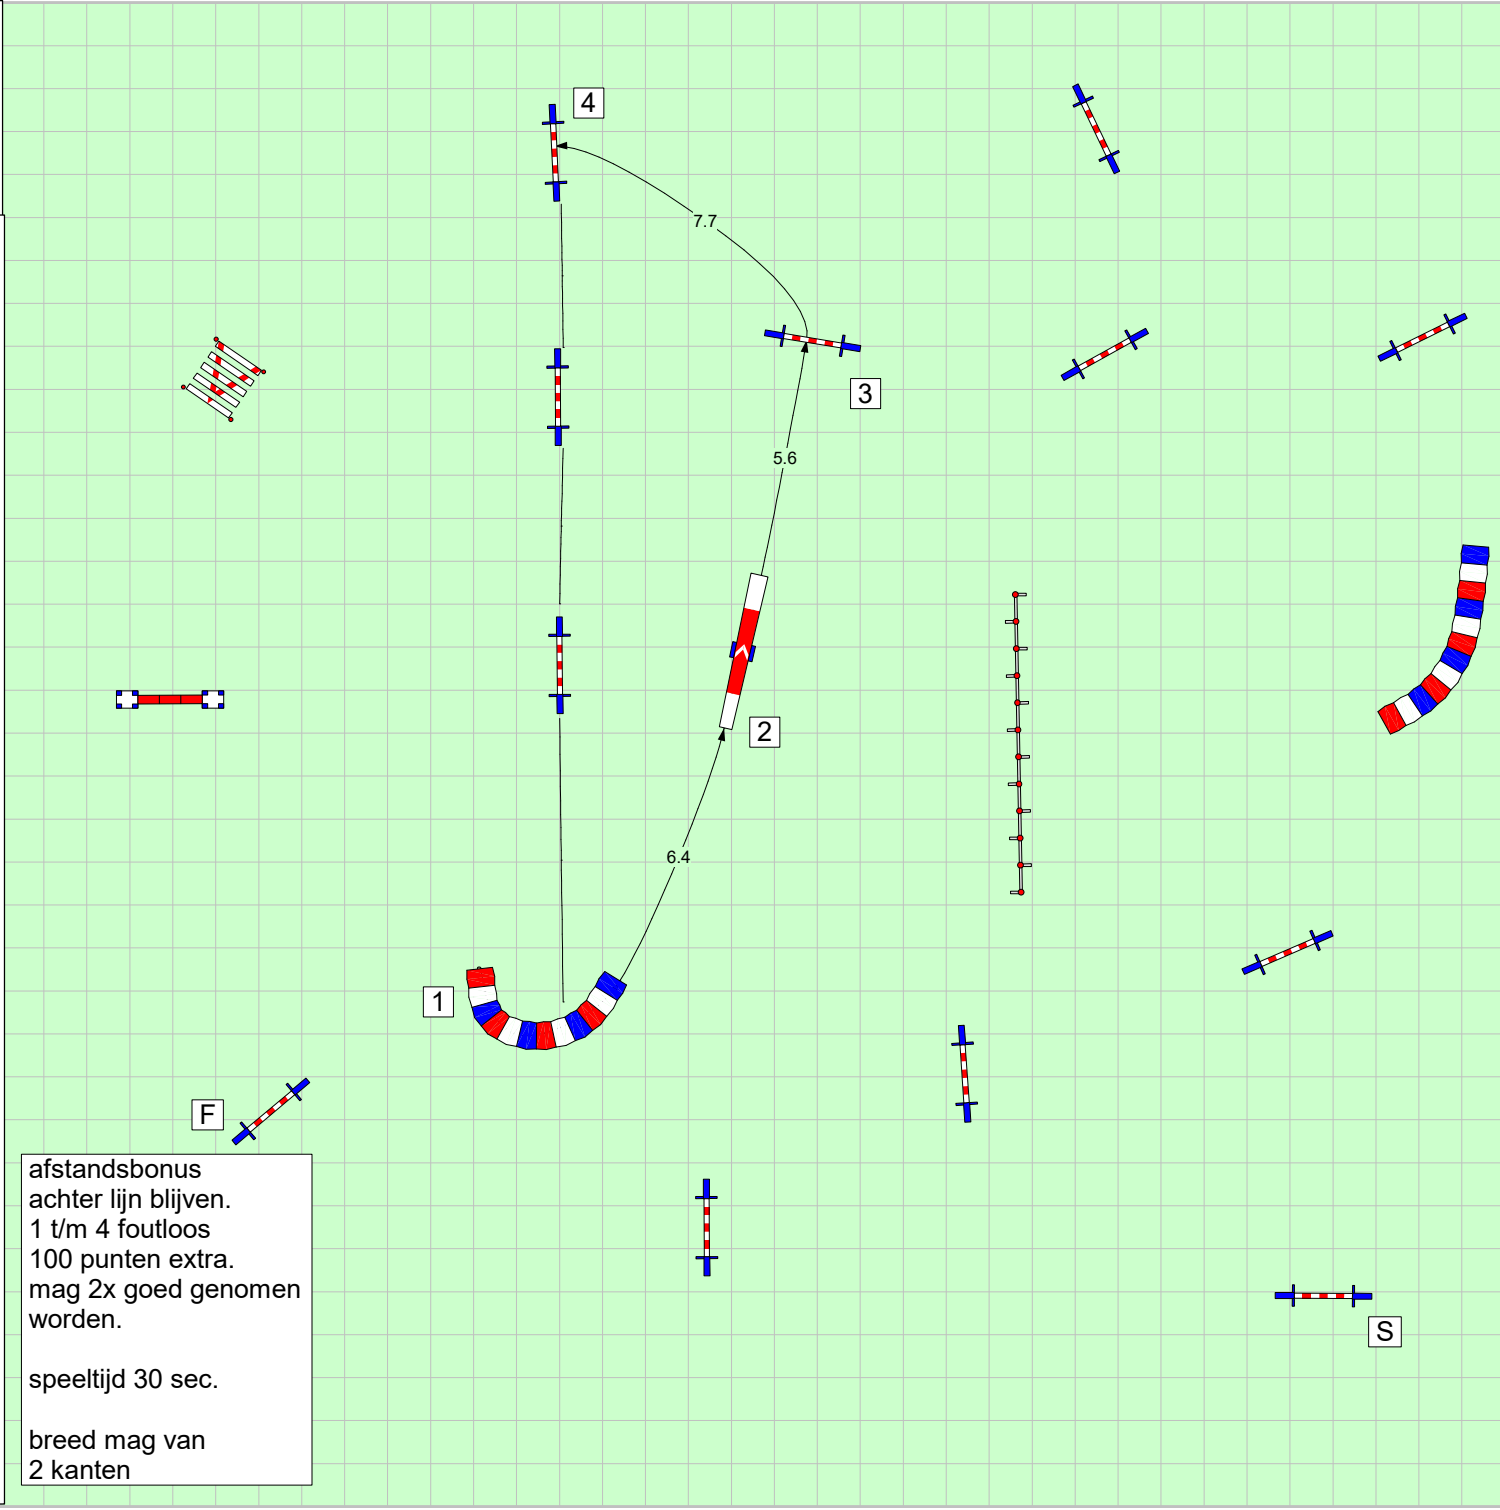 4
7.7
3
5.6
2
6.4
1
F
afstandsbonus
achter lijn blijven.
1 t/m 4 foutloos
100 punten extra.
mag 2x goed genomen
worden.
speeltijd 30 sec.
breed mag van
2 kanten
S